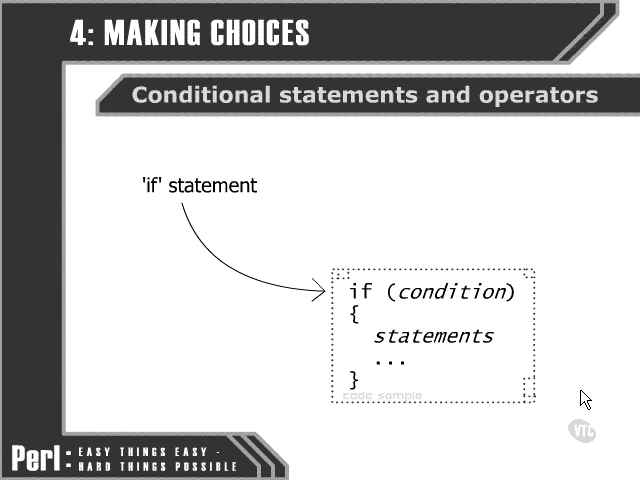 4: MAKING CHOICES
Conditional statements and operators
'if' statement
if (condition)
{
statements
...
}
code sample
VTC
Perl: EASY THINGS EASY -
HARD THINGS POSSIBLE